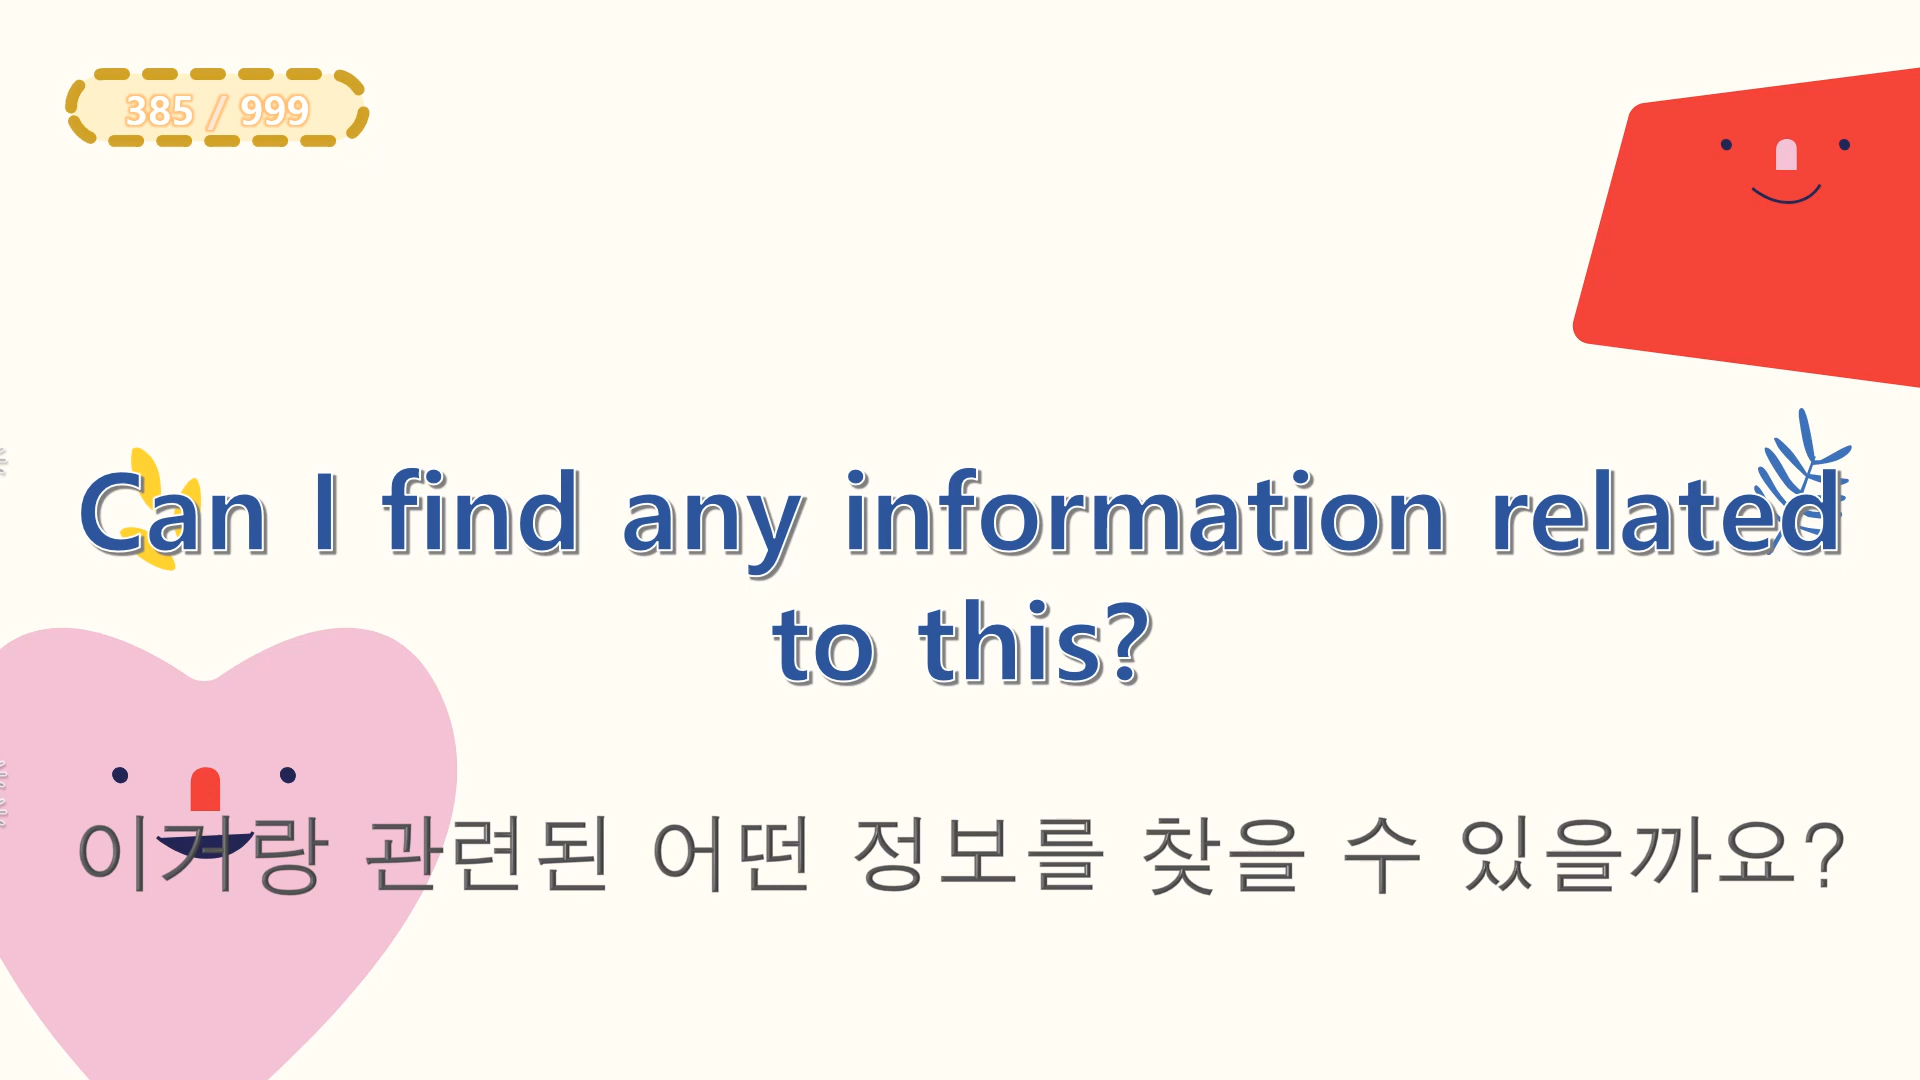 385 / 999
Can I find any information related
to this?
이거랑 관련된 어떤 정보를 찾을 수 있을까요?